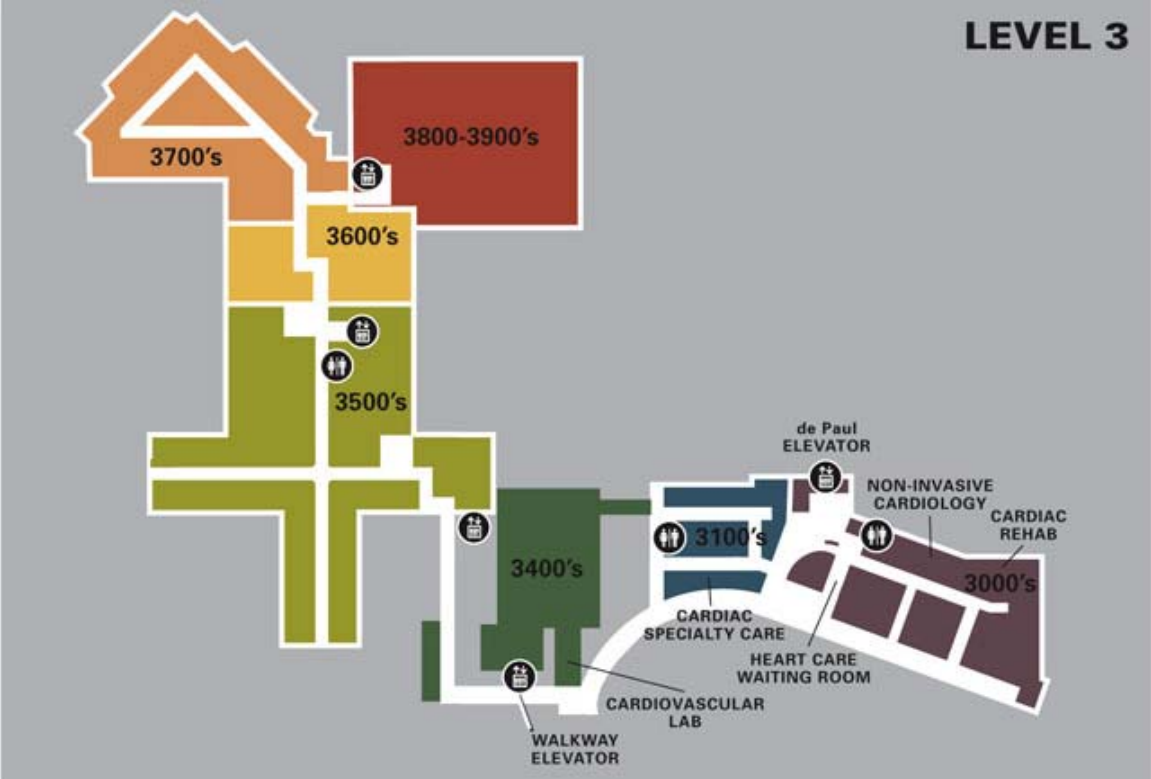 LEVEL 3
3800-3900's
3700's
3600's
3500's
de Paul
ELEVATOR
NON-INVASIVE
CARDIOLOGY
CARDIAC
REHAB
3100's
3400's
3000's
CARDIAC
SPECIALTY CARE
HEART CARE
WAITING ROOM
CARDIOVASCULAR
LAB
WALKWAY
ELEVATOR